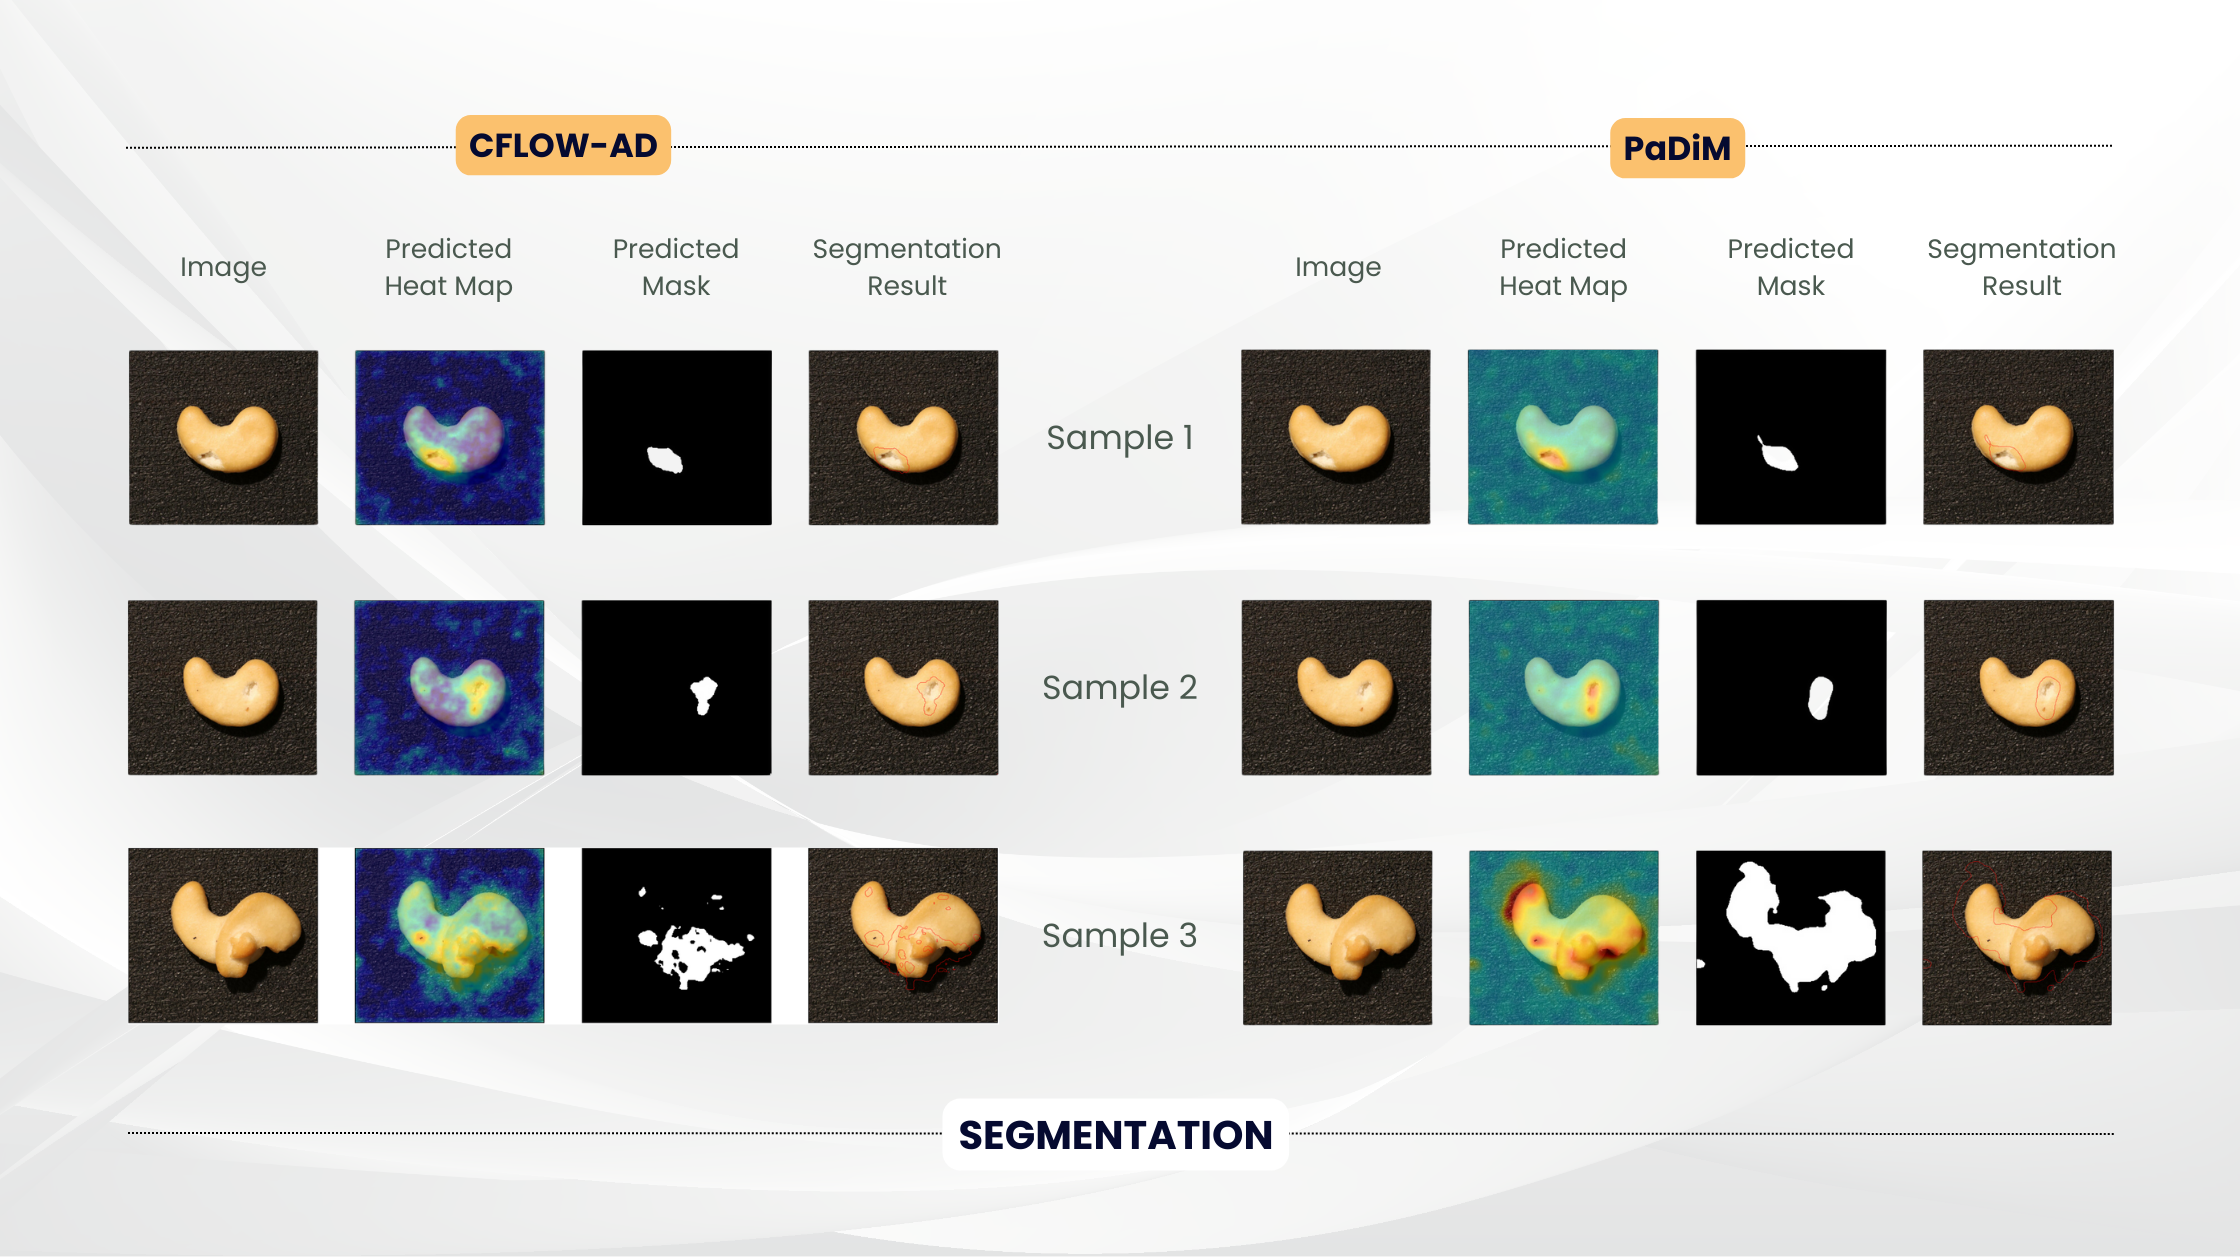 CFLOW-AD
PaDiM
Image
Predicted
Heat Map
Predicted
Mask
Segmentation
Result
Image
Predicted
Heat Map
Predicted
Mask
Segmentation
Result
Sample 1
Sample 2
Sample 3
SEGMENTATION